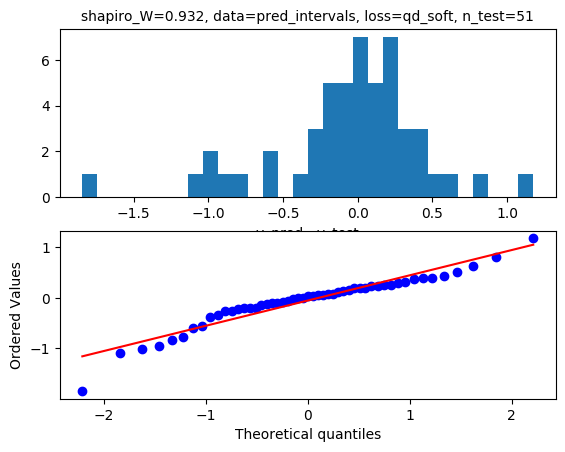 shapiro_W=0.932, data=pred_intervals, loss=qd_soft, n_test=51
6
4
2
0
−1.5 −1.0 −0.5 0.0 0.5 1.0
1
0
−1
Ordered Values
−2 −1 0 1 2
Theoretical quantiles